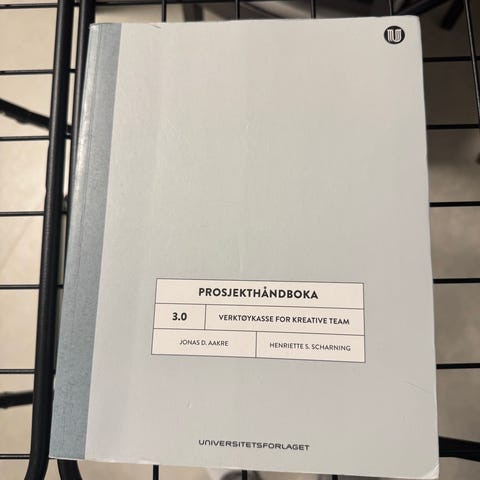 PROSJEKTHÅNDBOKA
3.0 VERKTØYKASSE FOR KREATIVE TEAM
JONAS D. AAKRE HENRIETTE S. SCHARNING
UNIVERSITETSFORLAGET